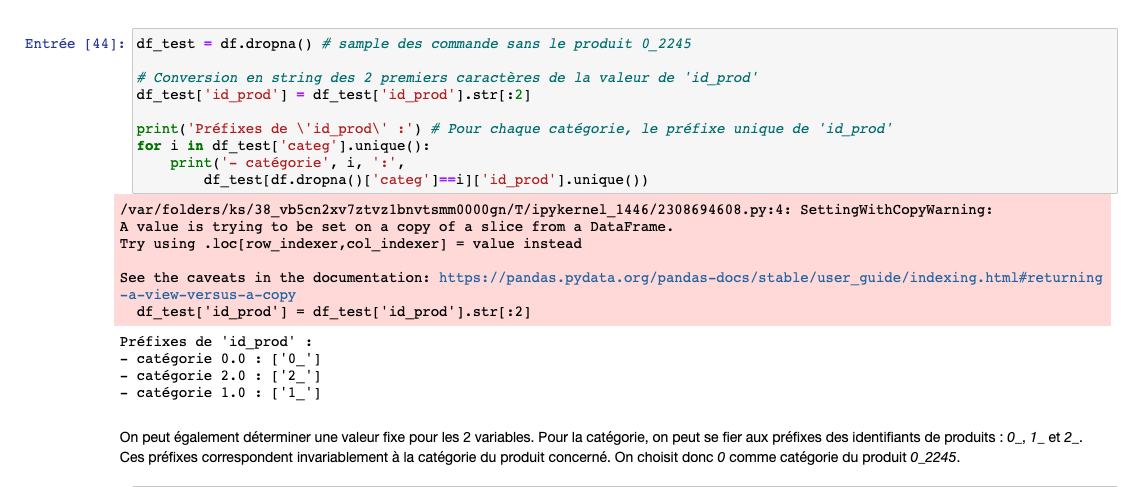 Entrée [44]: df_test = df.dropna() # sample des commande sans le produit 0_2245
# Conversion en string des 2 premiers caractères de la valeur de 'id_prod'
df_test['id_prod'] = df_test['id_prod'].str[:2]
print('Préfixes de \'id_prod\' :') # Pour chaque catégorie, le préfixe unique de 'id_prod'
for i in df_test['categ'].unique():
    print('- catégorie', i, ':',
        df_test[df.dropna()['categ']==i]['id_prod'].unique())
/var/folders/ks/38_vb5cn2xv7ztvz1bnvtsmm0000gn/T/ipykernel_1446/2308694608.py:4: SettingWithCopyWarning:
A value is trying to be set on a copy of a slice from a DataFrame.
Try using .loc[row_indexer,col_indexer] = value instead
See the caveats in the documentation: https://pandas.pydata.org/pandas-docs/stable/user_guide/indexing.html#returning
-a-view-versus-a-copy
  df_test['id_prod'] = df_test['id_prod'].str[:2]
Préfixes de 'id_prod' :
- catégorie 0.0 : ['0_']
- catégorie 2.0 : ['2_']
- catégorie 1.0 : ['1_']
On peut également déterminer une valeur fixe pour les 2 variables. Pour la catégorie, on peut se fier aux préfixes des identifiants de produits : 0_, 1_ et 2_.
Ces préfixes correspondent invariablement à la catégorie du produit concerné. On choisit donc 0 comme catégorie du produit 0_2245.